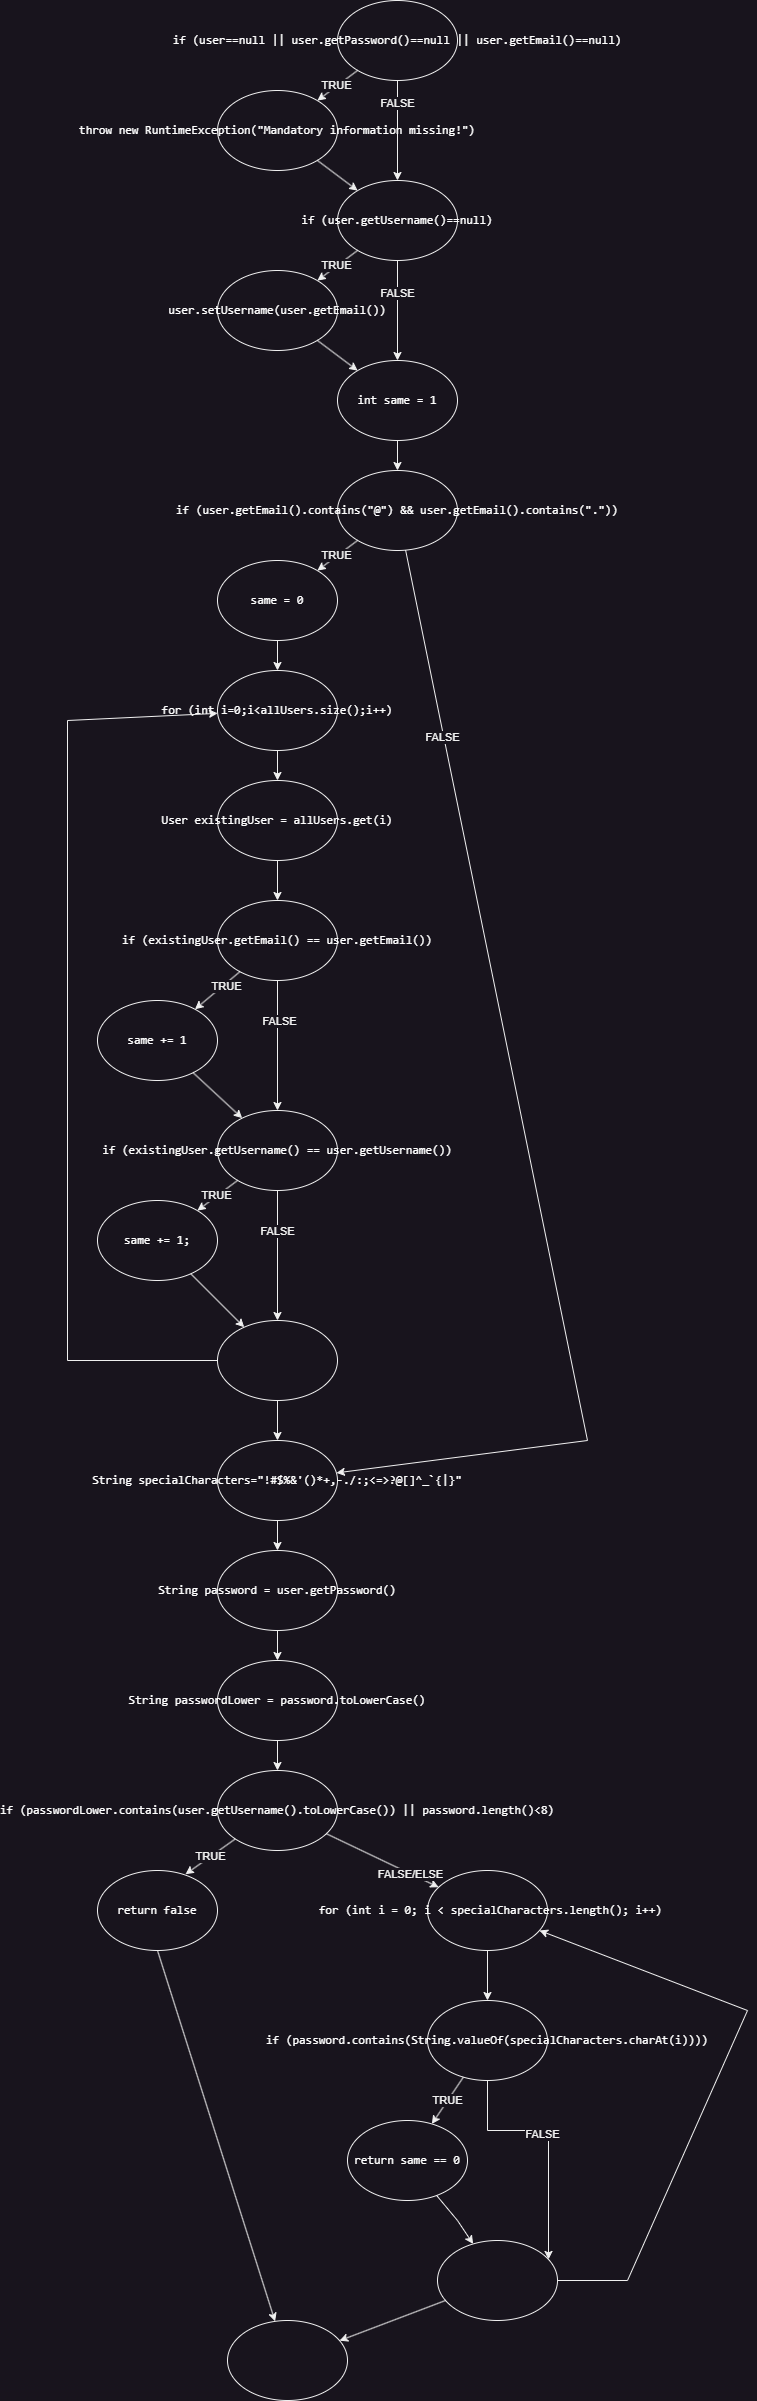 if (user==null || user.getPassword()==null || user.getEmail()==null)
TRUE
FALSE
throw new RuntimeException("Mandatory information missing!")
if (user.getUsername()==null)
TRUE
FALSE
user.setUsername(user.getEmail())
int same = 1
if (user.getEmail().contains("@") && user.getEmail().contains("."))
TRUE
same = 0
for (int i=0;i<allUsers.size();i++)
FALSE
User existingUser = allUsers.get(i)
if (existingUser.getEmail() == user.getEmail())
TRUE
FALSE
same += 1
if (existingUser.getUsername() == user.getUsername())
TRUE
FALSE
same += 1;
String specialCharacters="!#$%&'()*+,-./:;<=>?@[]^_`{|}"
String password = user.getPassword()
String passwordLower = password.toLowerCase()
if (passwordLower.contains(user.getUsername().toLowerCase()) || password.length()<8)
TRUE
FALSE/ELSE
return false
for (int i = 0; i < specialCharacters.length(); i++)
if (password.contains(String.valueOf(specialCharacters.charAt(i))))
TRUE
FALSE
return same == 0